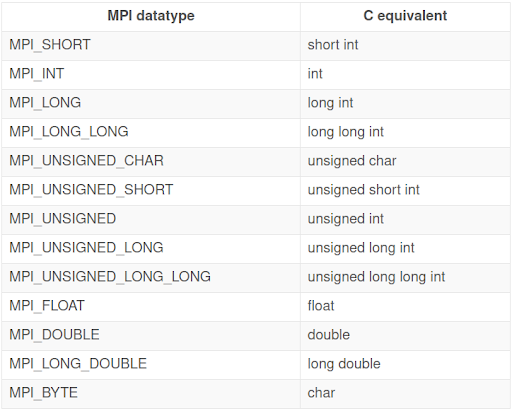 MPI datatype C equivalent
MPI_SHORT short int
MPI_INT int
MPI_LONG long int
MPI_LONG_LONG long long int
MPI_UNSIGNED_CHAR unsigned char
MPI_UNSIGNED_SHORT unsigned short int
MPI_UNSIGNED unsigned int
MPI_UNSIGNED_LONG unsigned long int
MPI_UNSIGNED_LONG_LONG unsigned long long int
MPI_FLOAT float
MPI_DOUBLE double
MPI_LONG_DOUBLE long double
MPI_BYTE char